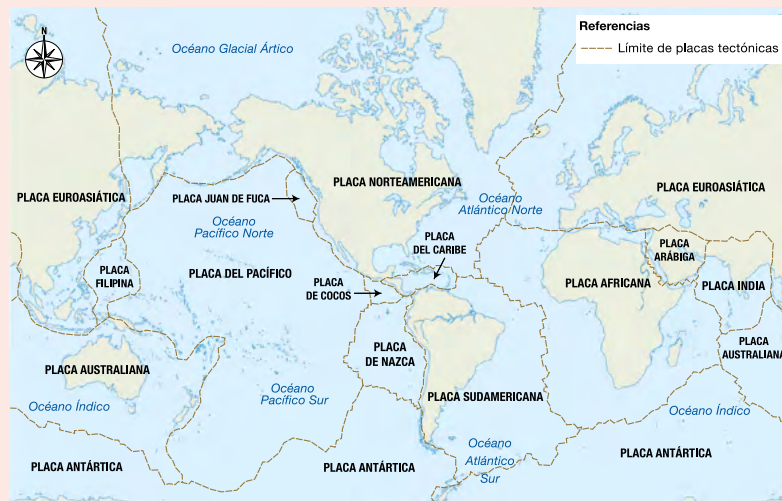 Referencias
Límite de placas tectónicas
N
Océano Glacial Ártico
PLACA EUROASIÁTICA
PLACA JUAN DE FUCA
PLACA NORTEAMERICANA
Océano
Atlántico Norte
PLACA EUROASIÁTICA
Océano
Pacífico Norte
PLACA
DEL CARIBE
PLACA
ARÁBIGA
PLACA
FILIPINA
PLACA DEL PACÍFICO
PLACA
DE COCOS
PLACA AFRICANA
PLACA INDIA
PLACA AUSTRALIANA
PLACA
DE NAZCA
PLACA
AUSTRALIANA
Océano Índico
Océano
Pacífico Sur
PLACA SUDAMERICANA
Océano Índico
PLACA ANTÁRTICA
PLACA ANTÁRTICA
Océano
Atlántico
Sur
PLACA ANTÁRTICA